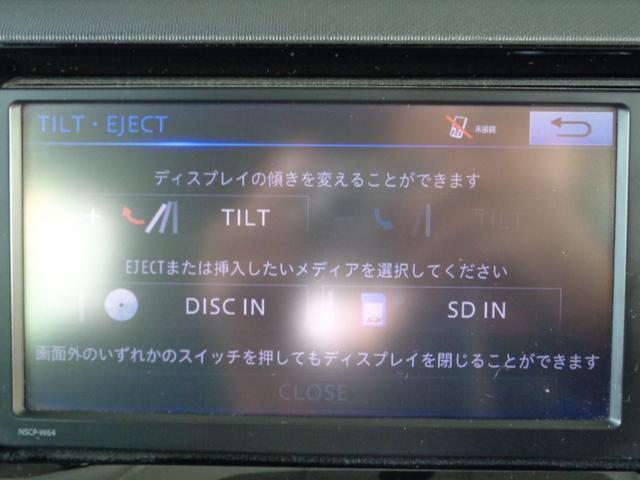 TILT・EJECT
未接続
ディスプレイの傾きを変えることができます
+ TILT
− TILT
EJECTまたは挿入したいメディアを選択してください
DISC IN
SD IN
画面外のいずれかのスイッチを押してもディスプレイを閉じることができます
CLOSE
NSCP-W64